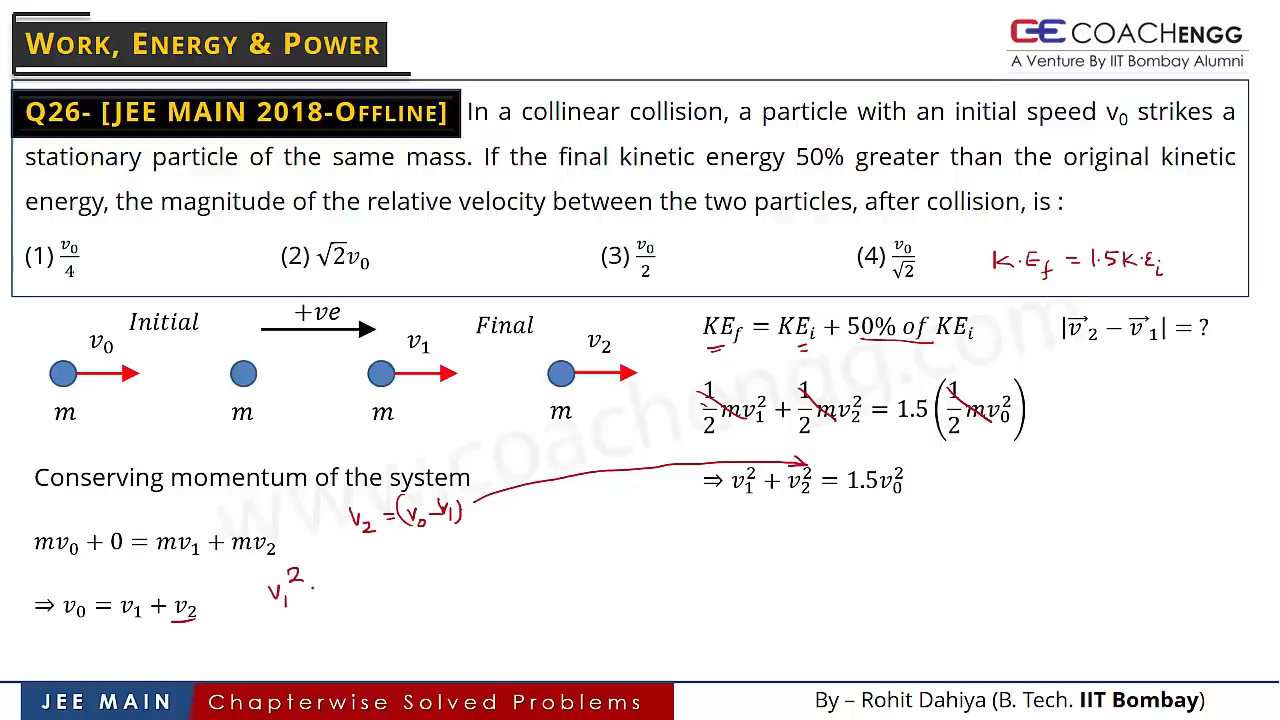 WORK, ENERGY & POWER
CE COACHENGG
A Venture By IIT Bombay Alumni
Q26- [JEE MAIN 2018-OFFLINE] In a collinear collision, a particle with an initial speed v₀ strikes a
stationary particle of the same mass. If the final kinetic energy 50% greater than the original kinetic
energy, the magnitude of the relative velocity between the two particles, after collision, is :
(1) v₀/4 (2) √2v₀ (3) v₀/2 (4) v₀/√2 K.E_f = 1.5K.E_i
Initial +ve Final
v₀ v₁ v₂
m m m m
KE_f = KE_i + 50% of KE_i |v⃗₂ − v⃗₁| = ?
1/2 mv₁² + 1/2 mv₂² = 1.5(1/2 mv₀²)
⇒ v₁² + v₂² = 1.5v₀²
Conserving momentum of the system
v₂ = (v₀ − v₁)
mv₀ + 0 = mv₁ + mv₂
⇒ v₀ = v₁ + v₂
v₁²
www.coachengg.com
JEE MAIN Chapterwise Solved Problems By – Rohit Dahiya (B. Tech. IIT Bombay)